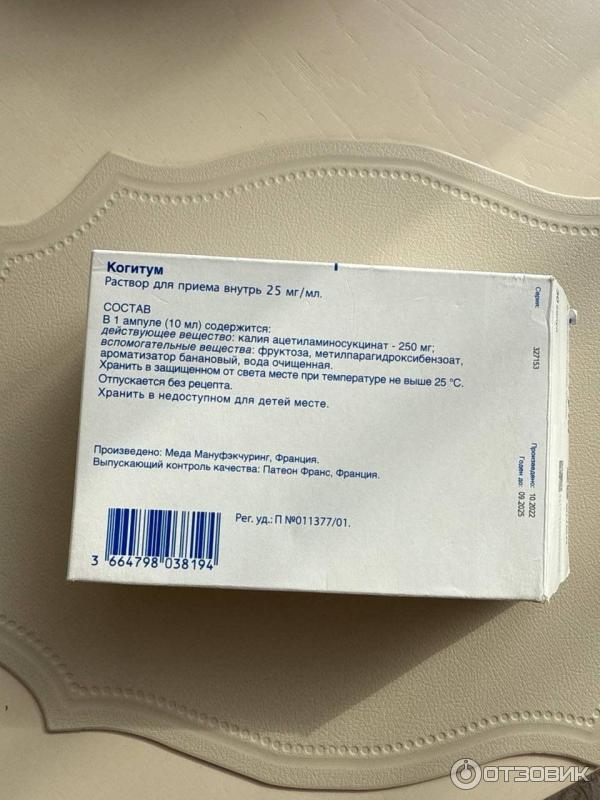 Когитум
Раствор для приема внутрь 25 мг/мл.
СОСТАВ
В 1 ампуле (10 мл) содержится:
действующее вещество: калия ацетиламиносукцинат - 250 мг;
вспомогательные вещества: фруктоза, метилпарагидроксибензоат,
ароматизатор банановый, вода очищенная.
Хранить в защищенном от света месте при температуре не выше 25 °C.
Отпускается без рецепта.
Хранить в недоступном для детей месте.
Произведено: Меда Мануфэкчуринг, Франция.
Выпускающий контроль качества: Патеон Франс, Франция.
Рег. уд.: П №011377/01.
3 664798 038194
Серия:
327153
Произведено: 10.2022
Годен до: 09.2025
ОТЗОВИК